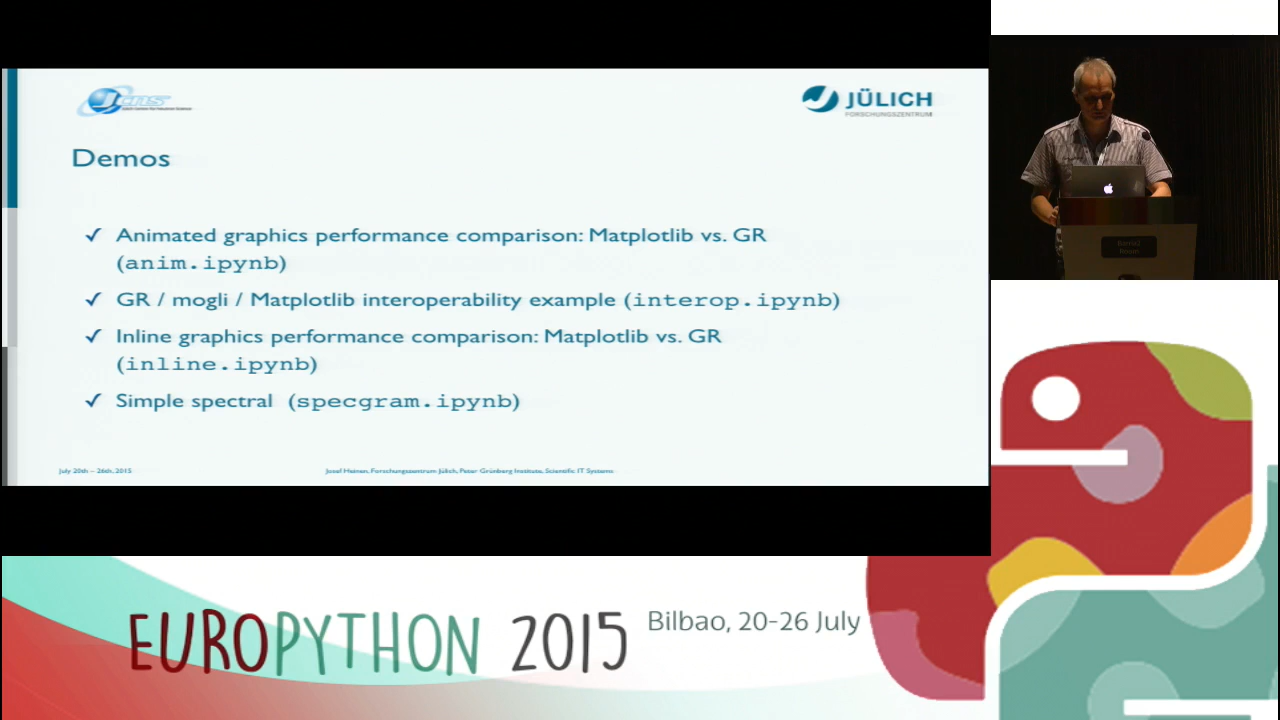 JCNS
JÜLICH
FORSCHUNGSZENTRUM
Demos
✓ Animated graphics performance comparison: Matplotlib vs. GR
(anim.ipynb)
✓ GR / mogli / Matplotlib interoperability example (interop.ipynb)
✓ Inline graphics performance comparison: Matplotlib vs. GR
(inline.ipynb)
✓ Simple spectral (specgram.ipynb)
July 20th – 26th, 2015
Josef Heinen, Forschungszentrum Jülich, Peter Grünberg Institute, Scientific IT Systems
EUROPYTHON 2015
Bilbao, 20-26 July